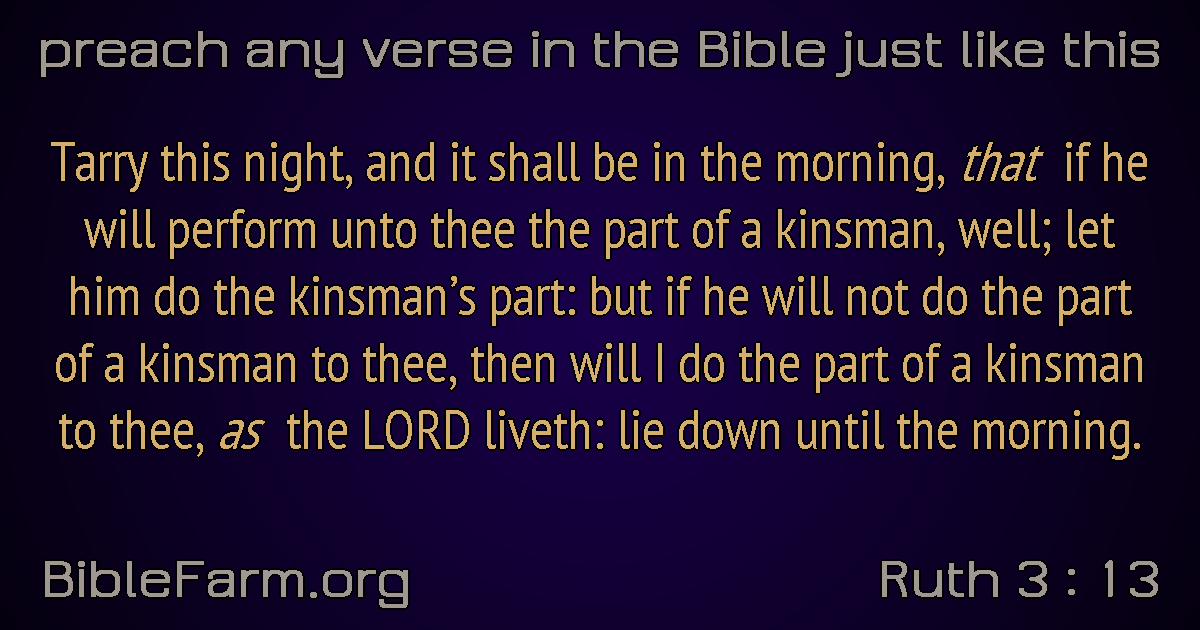 preach any verse in the Bible just like this
Tarry this night, and it shall be in the morning, that if he
will perform unto thee the part of a kinsman, well; let
him do the kinsman’s part: but if he will not do the part
of a kinsman to thee, then will I do the part of a kinsman
to thee, as the LORD liveth: lie down until the morning.
BibleFarm.org
Ruth 3 : 13